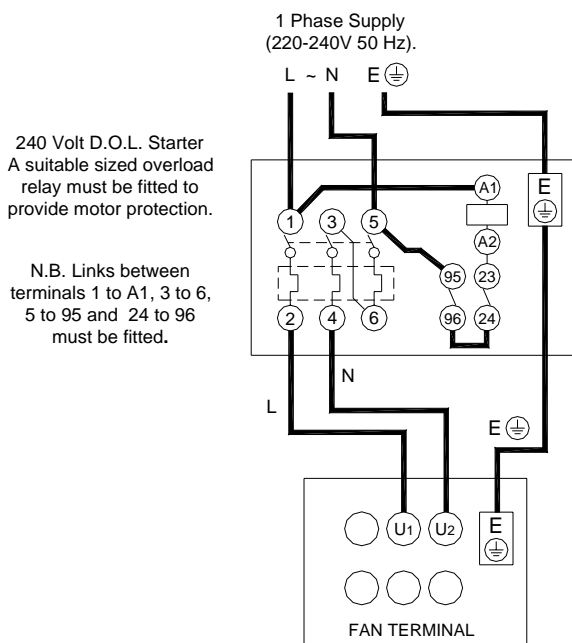 1 Phase Supply
(220-240V 50 Hz).
L ~ N E
240 Volt D.O.L. Starter
A suitable sized overload
relay must be fitted to
provide motor protection.
N.B. Links between
terminals 1 to A1, 3 to 6,
5 to 95 and 24 to 96
must be fitted.
A1 E
1 3 5
A2
95 23
2 4 6 96 24
N
L
E
U1 U2 E
FAN TERMINAL